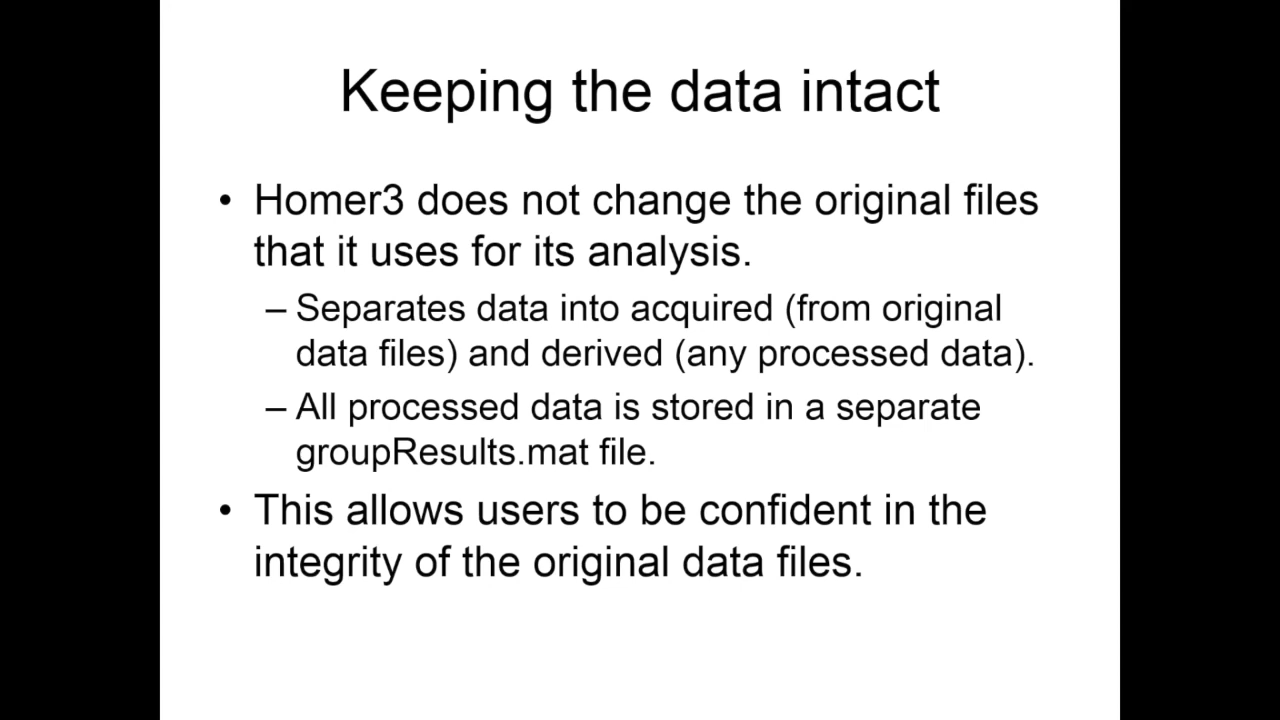 Keeping the data intact
• Homer3 does not change the original files
that it uses for its analysis.
– Separates data into acquired (from original
data files) and derived (any processed data).
– All processed data is stored in a separate
groupResults.mat file.
• This allows users to be confident in the
integrity of the original data files.